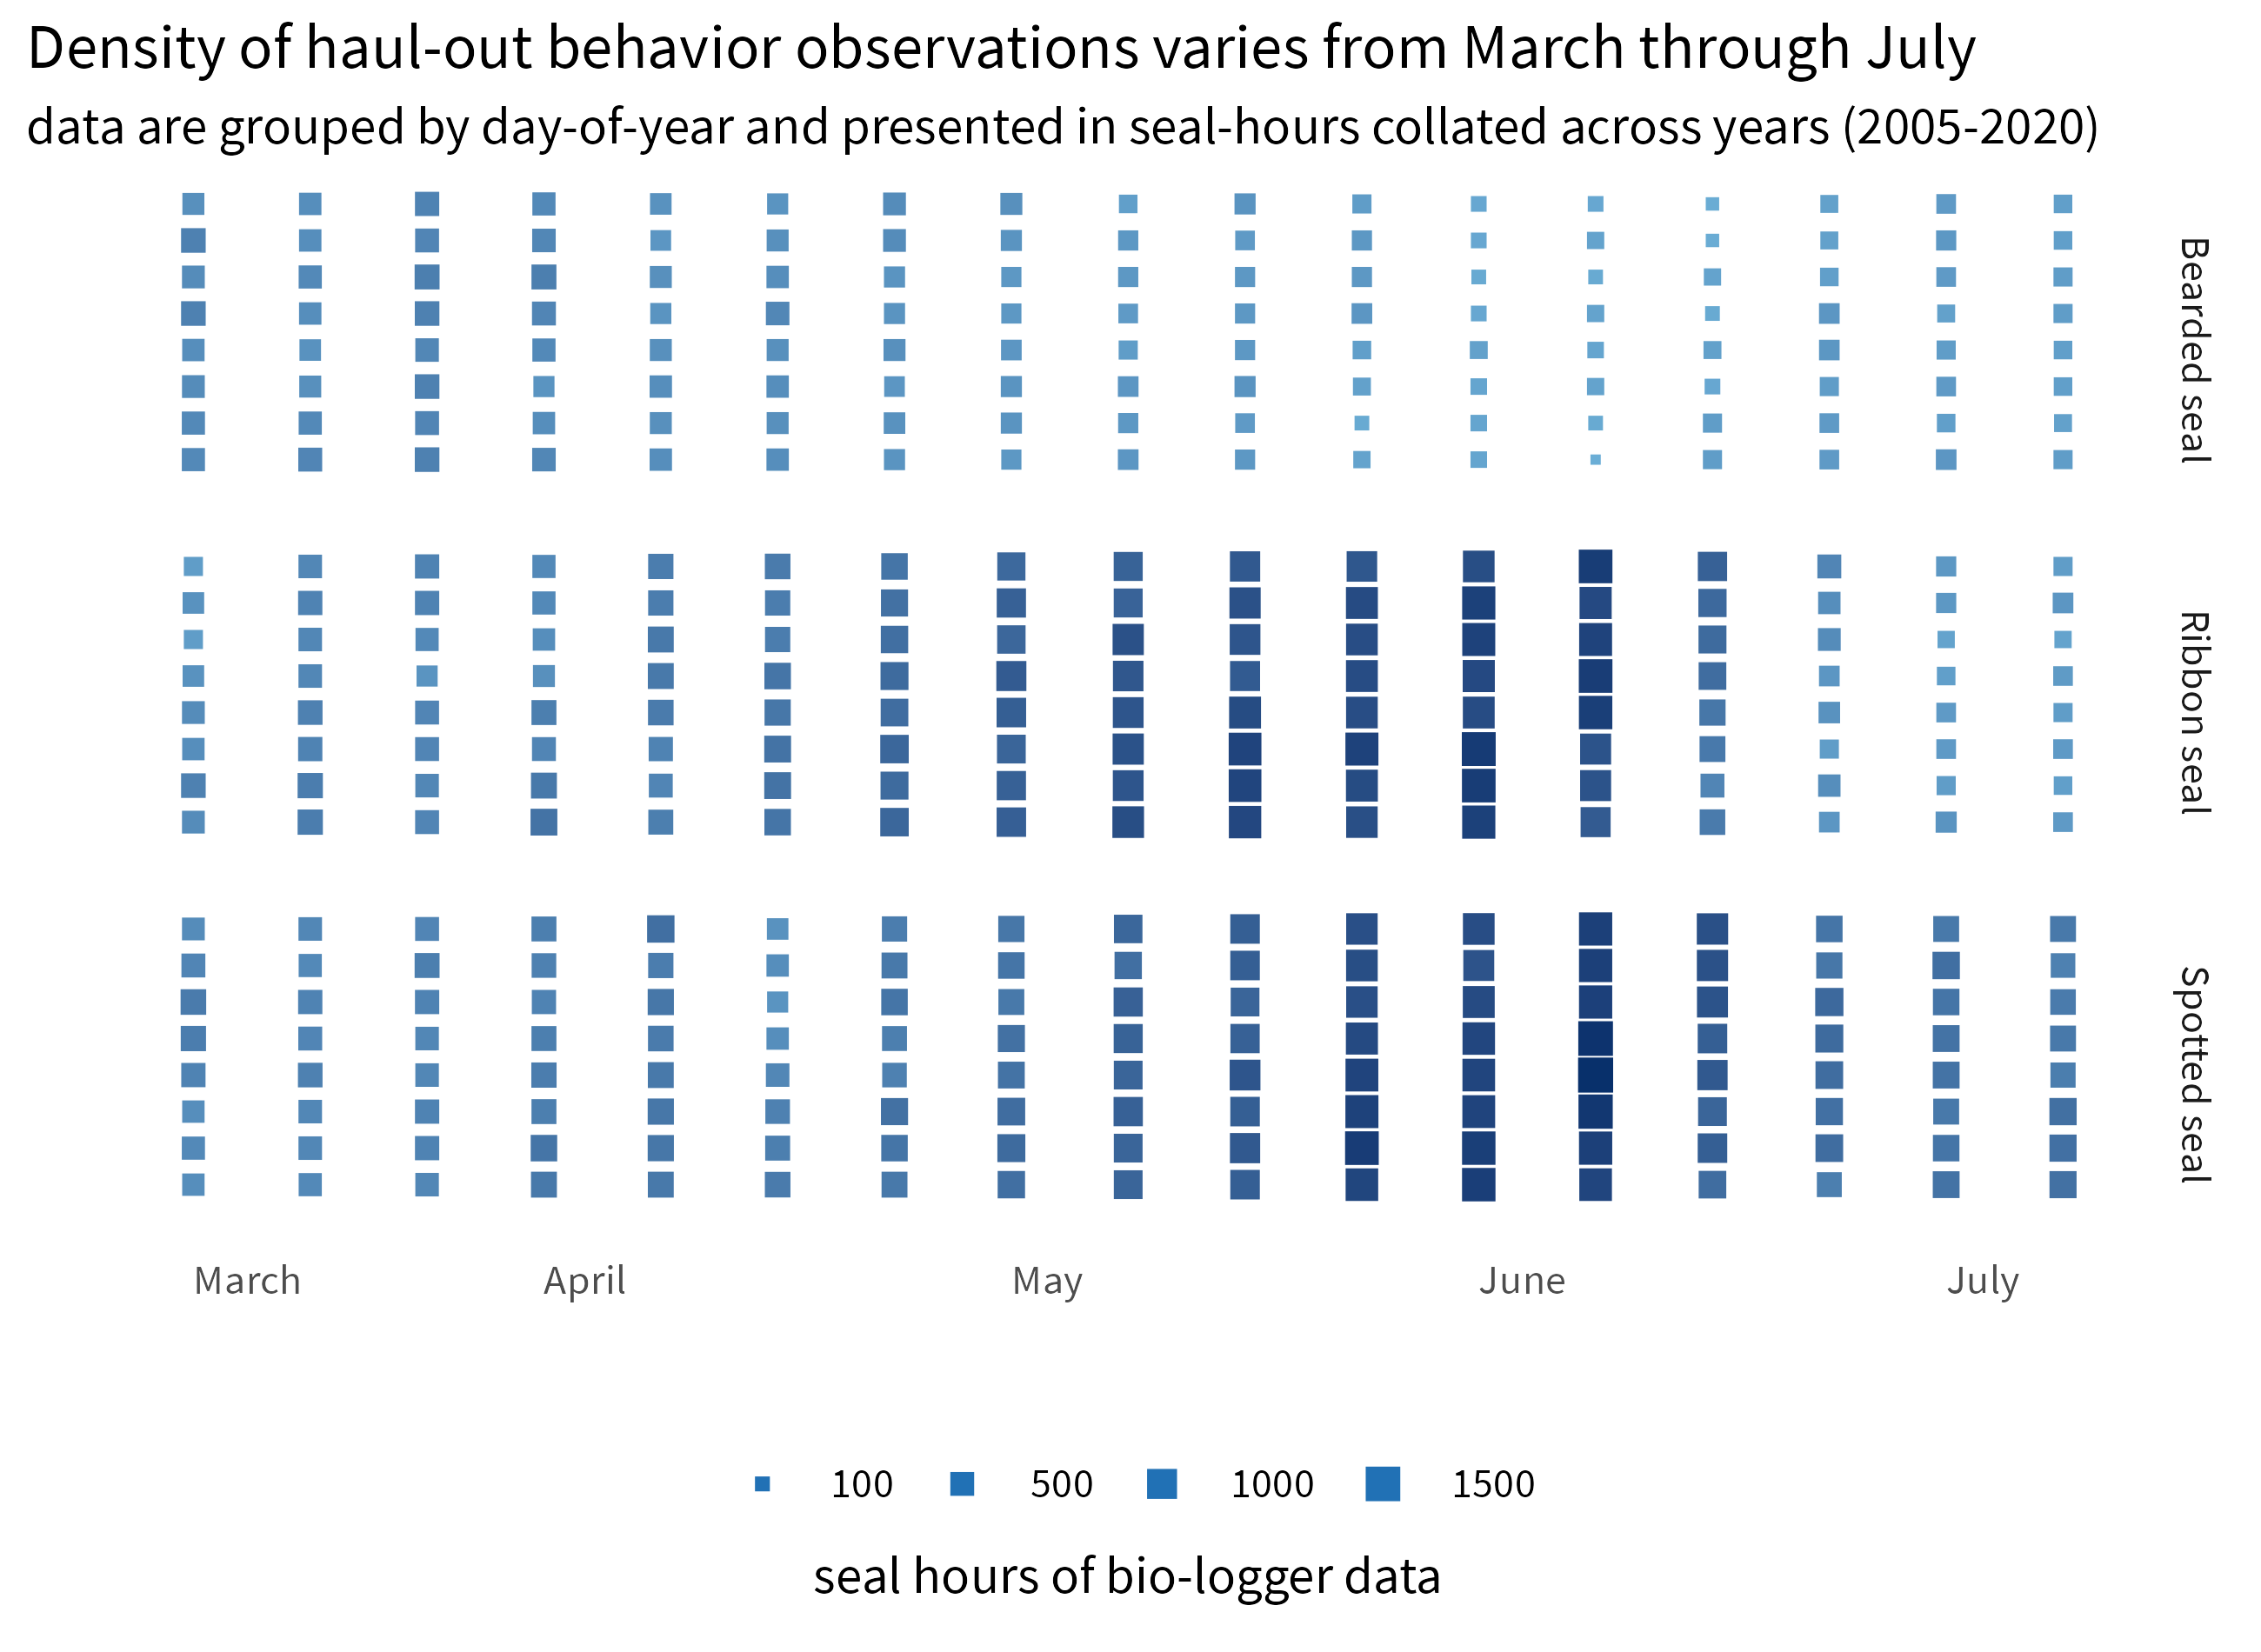 Density of haul-out behavior observations varies from March through July
data are grouped by day-of-year and presented in seal-hours collated across years (2005-2020)
Bearded seal
Ribbon seal
Spotted seal
March April May June July
100 500 1000 1500
seal hours of bio-logger data